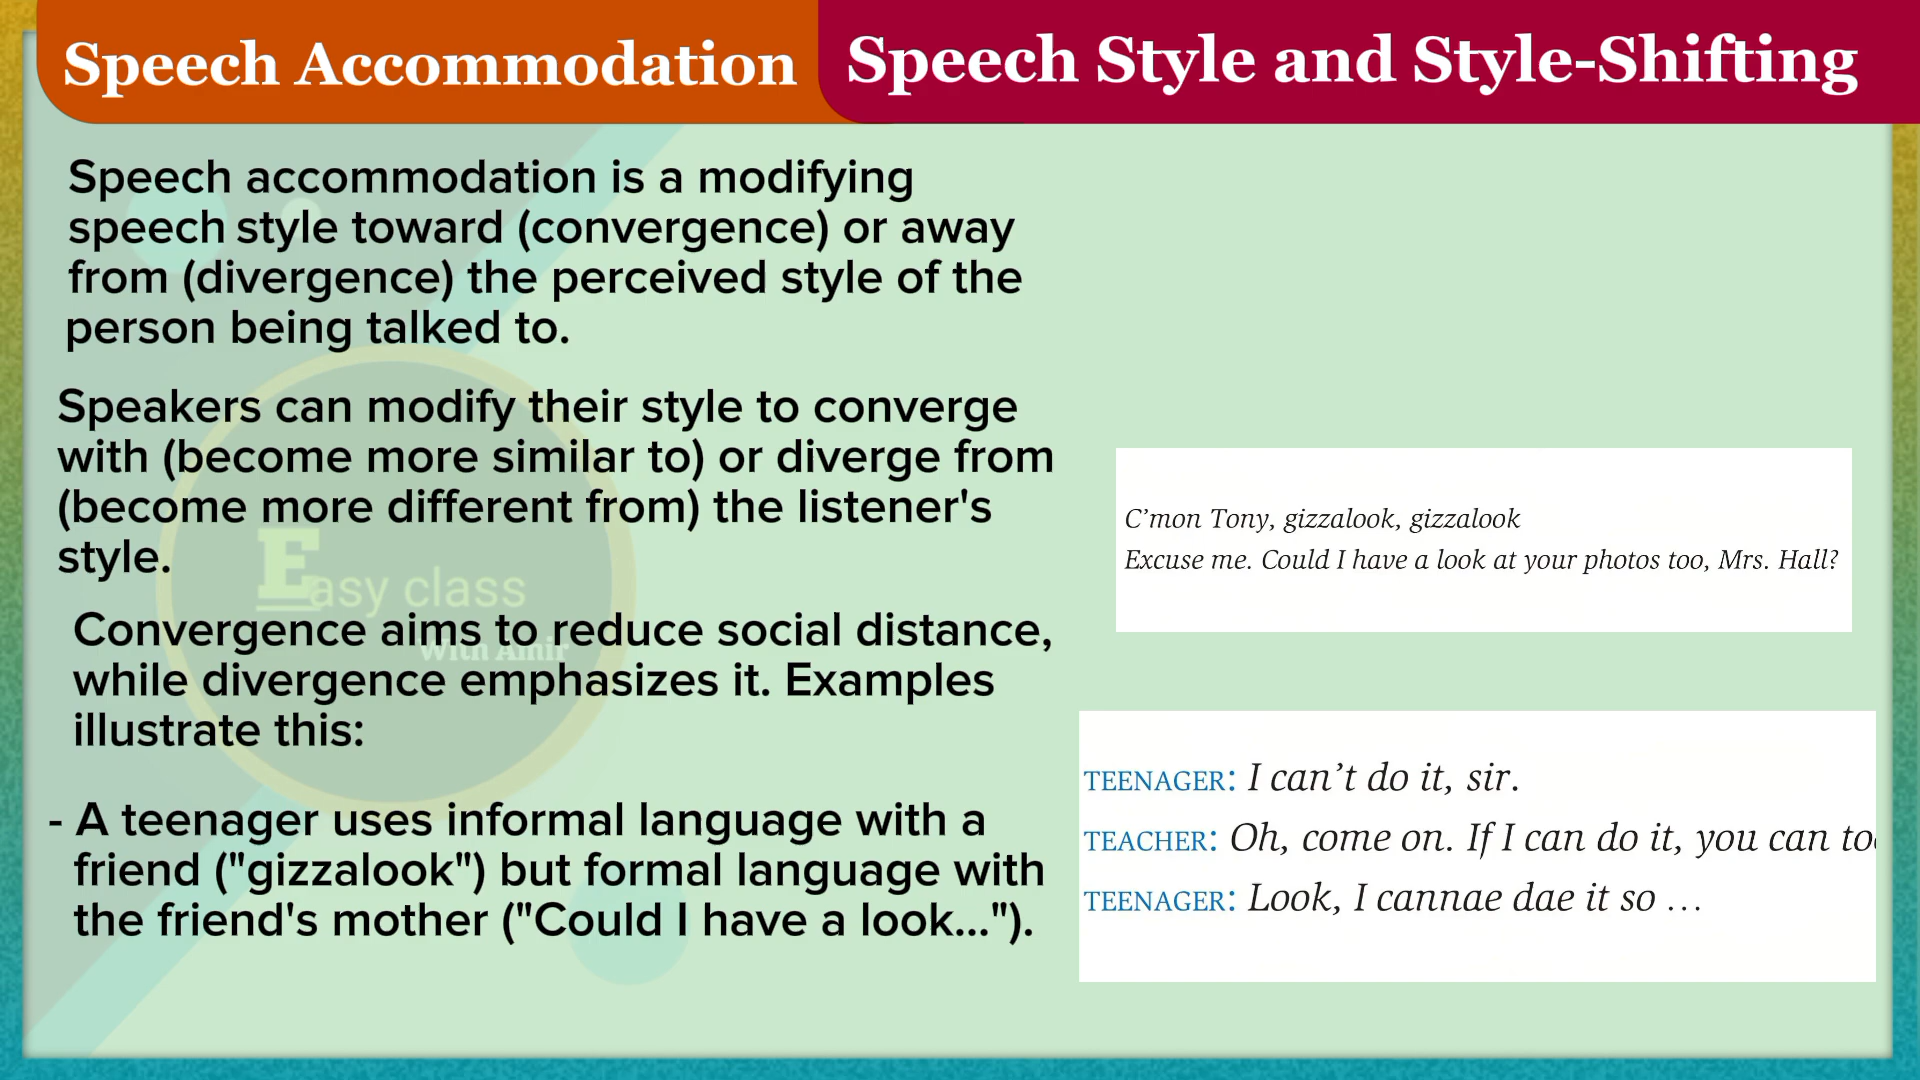 Speech Accommodation
Speech Style and Style-Shifting
Speech accommodation is a modifying
speech style toward (convergence) or away
from (divergence) the perceived style of the
person being talked to.
Speakers can modify their style to converge
with (become more similar to) or diverge from
(become more different from) the listener's
style.
Easy class
With Amir
Convergence aims to reduce social distance,
while divergence emphasizes it. Examples
illustrate this:
- A teenager uses informal language with a
friend ("gizzalook") but formal language with
the friend's mother ("Could I have a look...").
C’mon Tony, gizzalook, gizzalook
Excuse me. Could I have a look at your photos too, Mrs. Hall?
TEENAGER: I can’t do it, sir.
TEACHER: Oh, come on. If I can do it, you can too
TEENAGER: Look, I cannae dae it so …